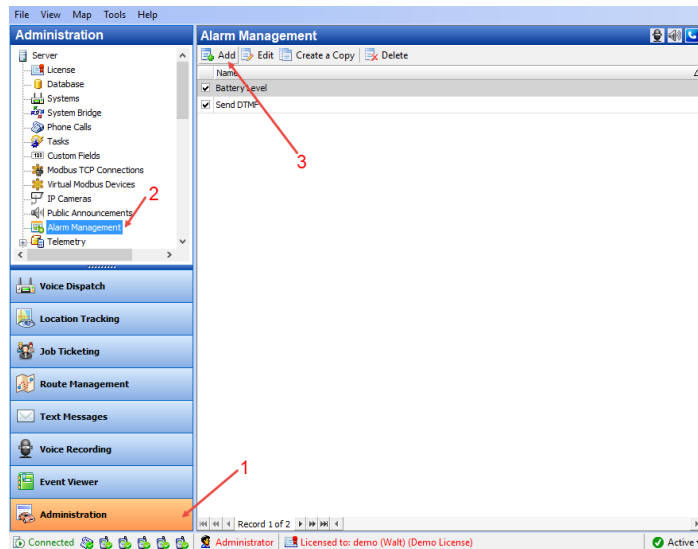 File View Map Tools Help
Administration
Server
License
Database
Systems
System Bridge
Phone Calls
Tasks
Custom Fields
Modbus TCP Connections
Virtual Modbus Devices
IP Cameras
Public Announcements
Alarm Management
Telemetry
2
Voice Dispatch
Location Tracking
Job Ticketing
Route Management
Text Messages
Voice Recording
Event Viewer
Administration
1
Alarm Management
Add Edit Create a Copy Delete
Name
Battery Level
Send DTMF
3
Record 1 of 2
Connected Administrator Licensed to: demo (Walt) (Demo License) Active